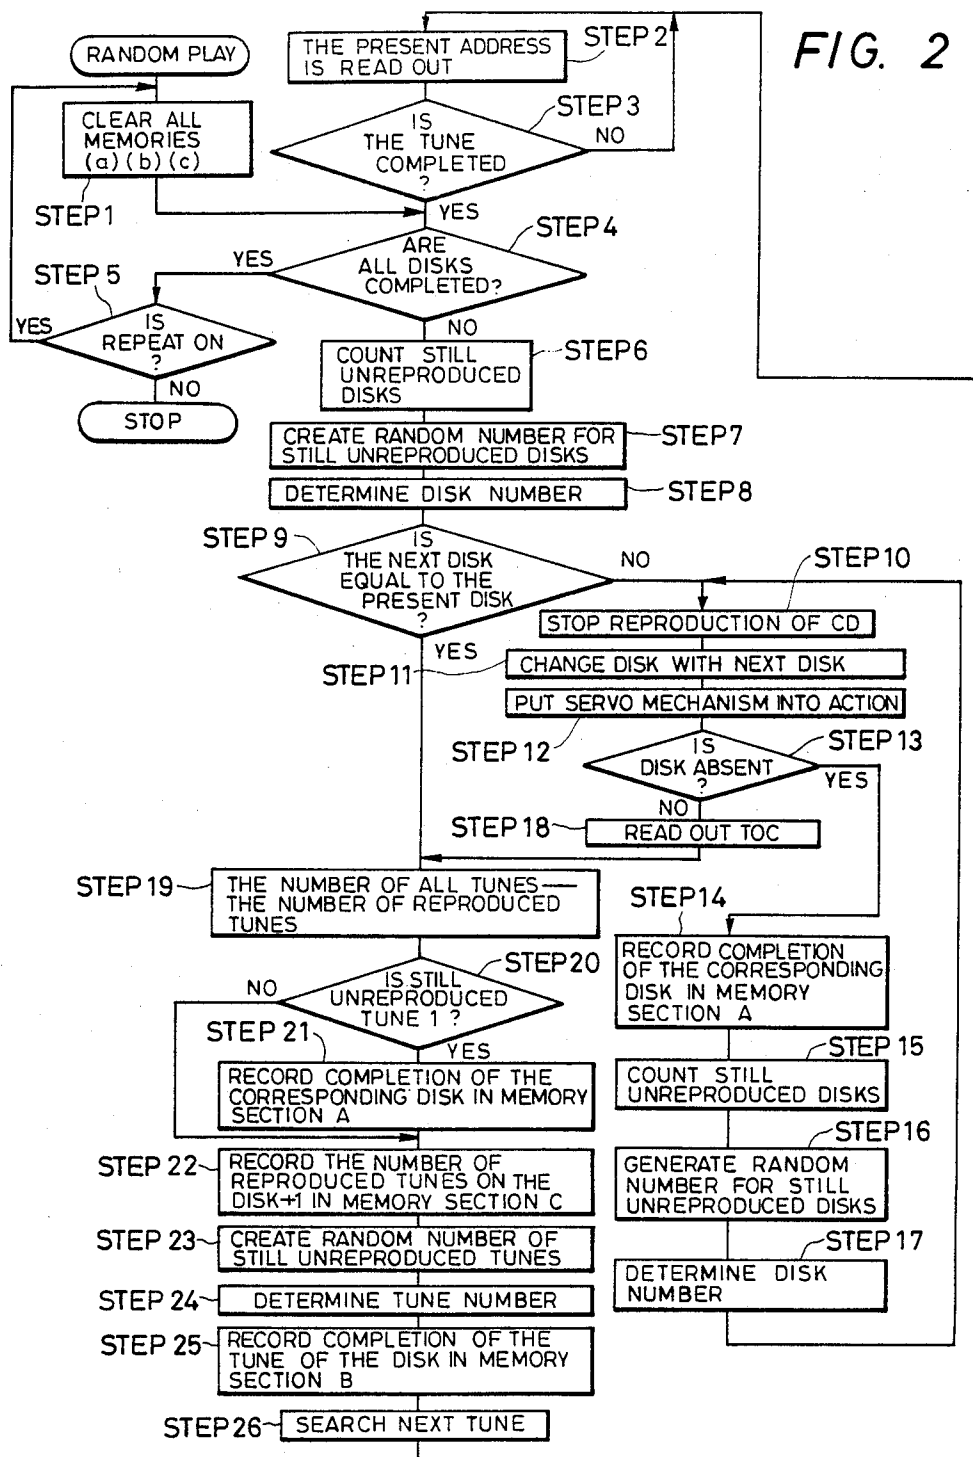 FIG. 2
RANDOM PLAY
CLEAR ALL
MEMORIES
(a)(b)(c)
STEP 1
THE PRESENT ADDRESS
IS READ OUT
STEP 2
IS
THE TUNE
COMPLETED
?
STEP 3
NO
YES
ARE
ALL DISKS
COMPLETED?
STEP 4
YES
NO
STEP 5
IS
REPEAT ON
?
YES
NO
STOP
COUNT STILL
UNREPRODUCED
DISKS
STEP 6
CREATE RANDOM NUMBER FOR
STILL UNREPRODUCED DISKS
STEP 7
DETERMINE DISK NUMBER
STEP 8
STEP 9
IS
THE NEXT DISK
EQUAL TO THE
PRESENT DISK
?
NO
YES
STEP 10
STOP REPRODUCTION OF CD
STEP 11
CHANGE DISK WITH NEXT DISK
PUT SERVO MECHANISM INTO ACTION
STEP 12
IS
DISK ABSENT
?
STEP 13
YES
NO
STEP 18
READ OUT TOC
STEP 14
RECORD COMPLETION
OF THE CORRESPONDING
DISK IN MEMORY
SECTION A
STEP 15
COUNT STILL
UNREPRODUCED DISKS
STEP 16
GENERATE RANDOM
NUMBER FOR STILL
UNREPRODUCED DISKS
STEP 17
DETERMINE DISK
NUMBER
STEP 19
THE NUMBER OF ALL TUNES —
THE NUMBER OF REPRODUCED
TUNES
STEP 20
IS STILL
UNREPRODUCED
TUNE 1 ?
NO
YES
STEP 21
RECORD COMPLETION OF THE
CORRESPONDING DISK IN MEMORY
SECTION A
STEP 22
RECORD THE NUMBER OF
REPRODUCED TUNES ON THE
DISK+1 IN MEMORY SECTION C
STEP 23
CREATE RANDOM NUMBER OF
STILL UNREPRODUCED TUNES
STEP 24
DETERMINE TUNE NUMBER
STEP 25
RECORD COMPLETION OF THE
TUNE OF THE DISK IN MEMORY
SECTION B
STEP 26
SEARCH NEXT TUNE